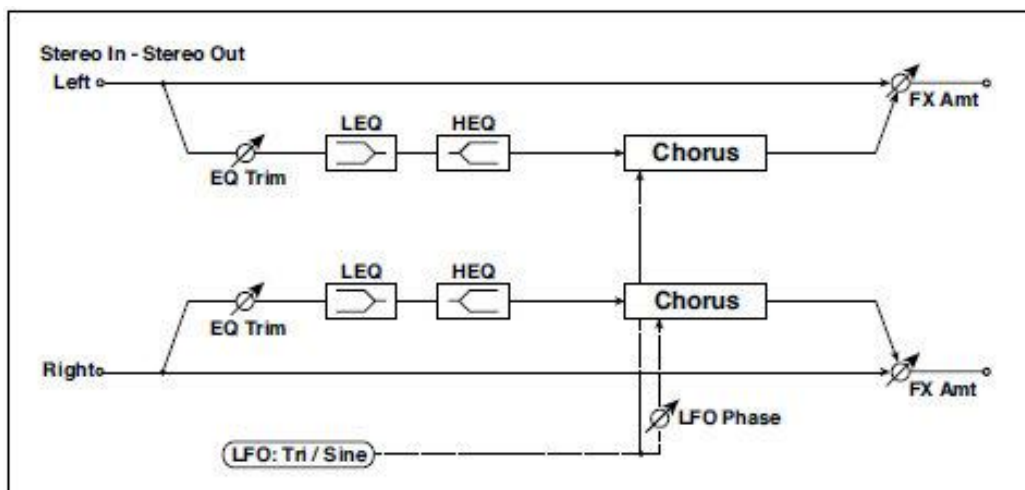 Stereo In - Stereo Out
Left
FX Amt
LEQ
HEQ
Chorus
EQ Trim
LEQ
HEQ
Chorus
EQ Trim
Right
FX Amt
LFO Phase
LFO: Tri / Sine